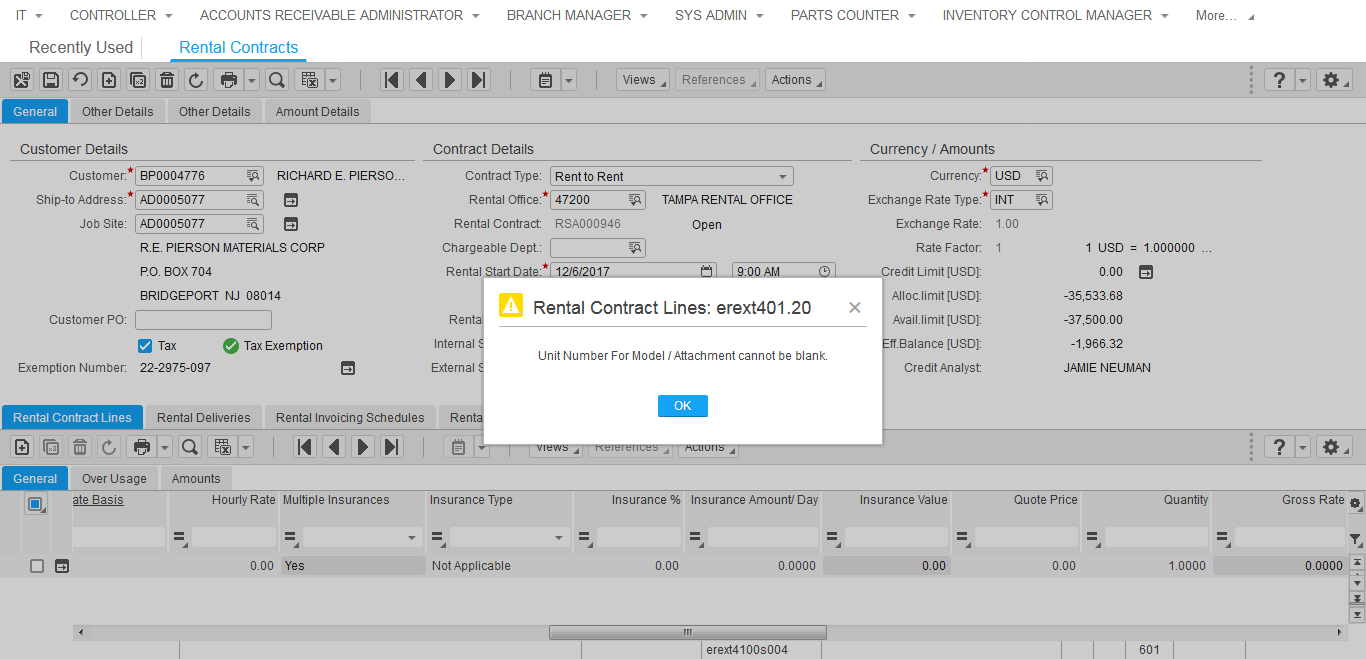 IT CONTROLLER ACCOUNTS RECEIVABLE ADMINISTRATOR BRANCH MANAGER SYS ADMIN PARTS COUNTER INVENTORY CONTROL MANAGER More...
Recently Used Rental Contracts
Views References Actions ?
General Other Details Other Details Amount Details
Customer Details Contract Details Currency / Amounts
Customer:* BP0004776 RICHARD E. PIERSO... Contract Type: Rent to Rent Currency:* USD
Ship-to Address:* AD0005077 Rental Office:* 47200 TAMPA RENTAL OFFICE Exchange Rate Type:* INT
Job Site: AD0005077 Rental Contract: RSA000946 Open Exchange Rate: 1.00
R.E. PIERSON MATERIALS CORP Chargeable Dept.: Rate Factor: 1 1 USD = 1.000000 ...
P.O. BOX 704 Rental Start Date:* 12/6/2017 9:00 AM Credit Limit [USD]: 0.00
BRIDGEPORT NJ 08014 Alloc.limit [USD]: -35,533.68
Customer PO: Renta Avail.limit [USD]: -37,500.00
Tax Tax Exemption Internal S Eff.Balance [USD]: -1,966.32
Exemption Number: 22-2975-097 External S Credit Analyst: JAMIE NEUMAN
Rental Contract Lines: erext401.20
Unit Number For Model / Attachment cannot be blank.
OK
Rental Contract Lines Rental Deliveries Rental Invoicing Schedules Renta
Views References Actions ?
General Over Usage Amounts
ate Basis Hourly Rate Multiple Insurances Insurance Type Insurance % Insurance Amount/ Day Insurance Value Quote Price Quantity Gross Rate
0.00 Yes Not Applicable 0.00 0.0000 0.00 0.00 1.0000 0.0000
erext4100s004 601